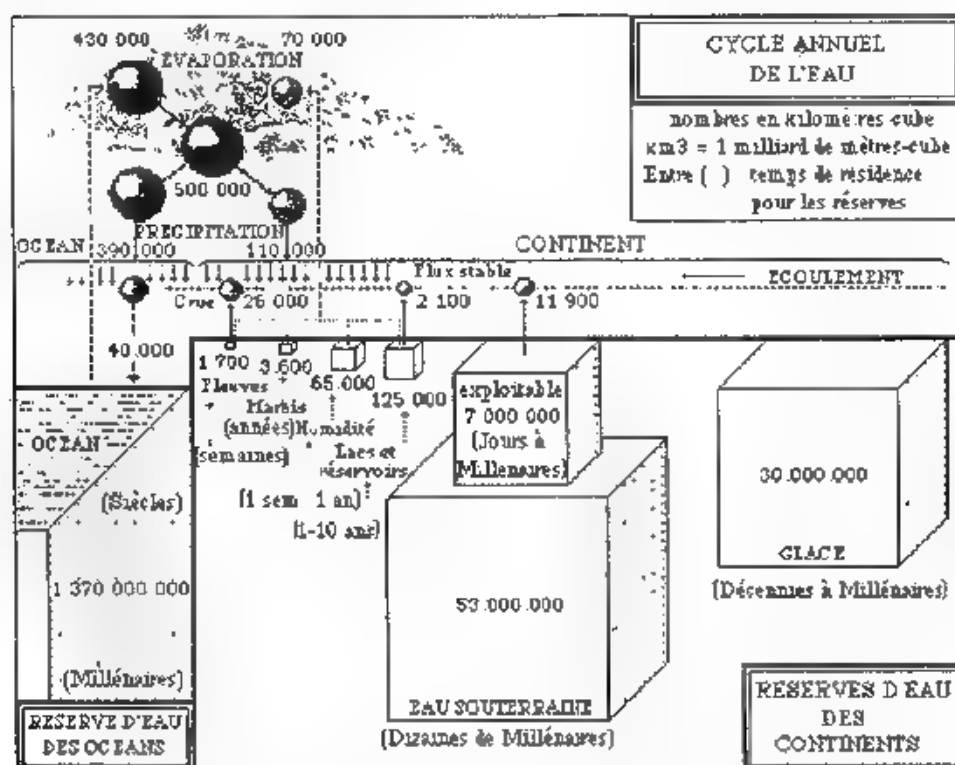 430 000
70 000
ÉVAPORATION
500 000
PRECIPITATION
OCEAN
390 000
110 000
CONTINENT
CYCLE ANNUEL
DE L'EAU
nombres en kilomètres-cube
km3 = 1 milliard de mètres-cube
Entre ( ) temps de résidence
pour les réserves
Flux stable
ECOULEMENT
Crue
26 000
2 100
11 900
40 000
1 700
Fleuves
(semaines)
3 600
Marais
(années)
65 000
Humidité
(1 sem 1 an)
125 000
Lacs et
réservoirs
(1-10 ans)
exploitable
7 000 000
(Jours à
Millenaires)
53 000 000
EAU SOUTERRAINE
(Dizaines de Millénaires)
30 000 000
GLACE
(Décennies à Millénaires)
OCEAN
(Siècles)
1 370 000 000
(Millénaires)
RESERVE D'EAU
DES OCEANS
RESERVES D EAU
DES
CONTINENTS